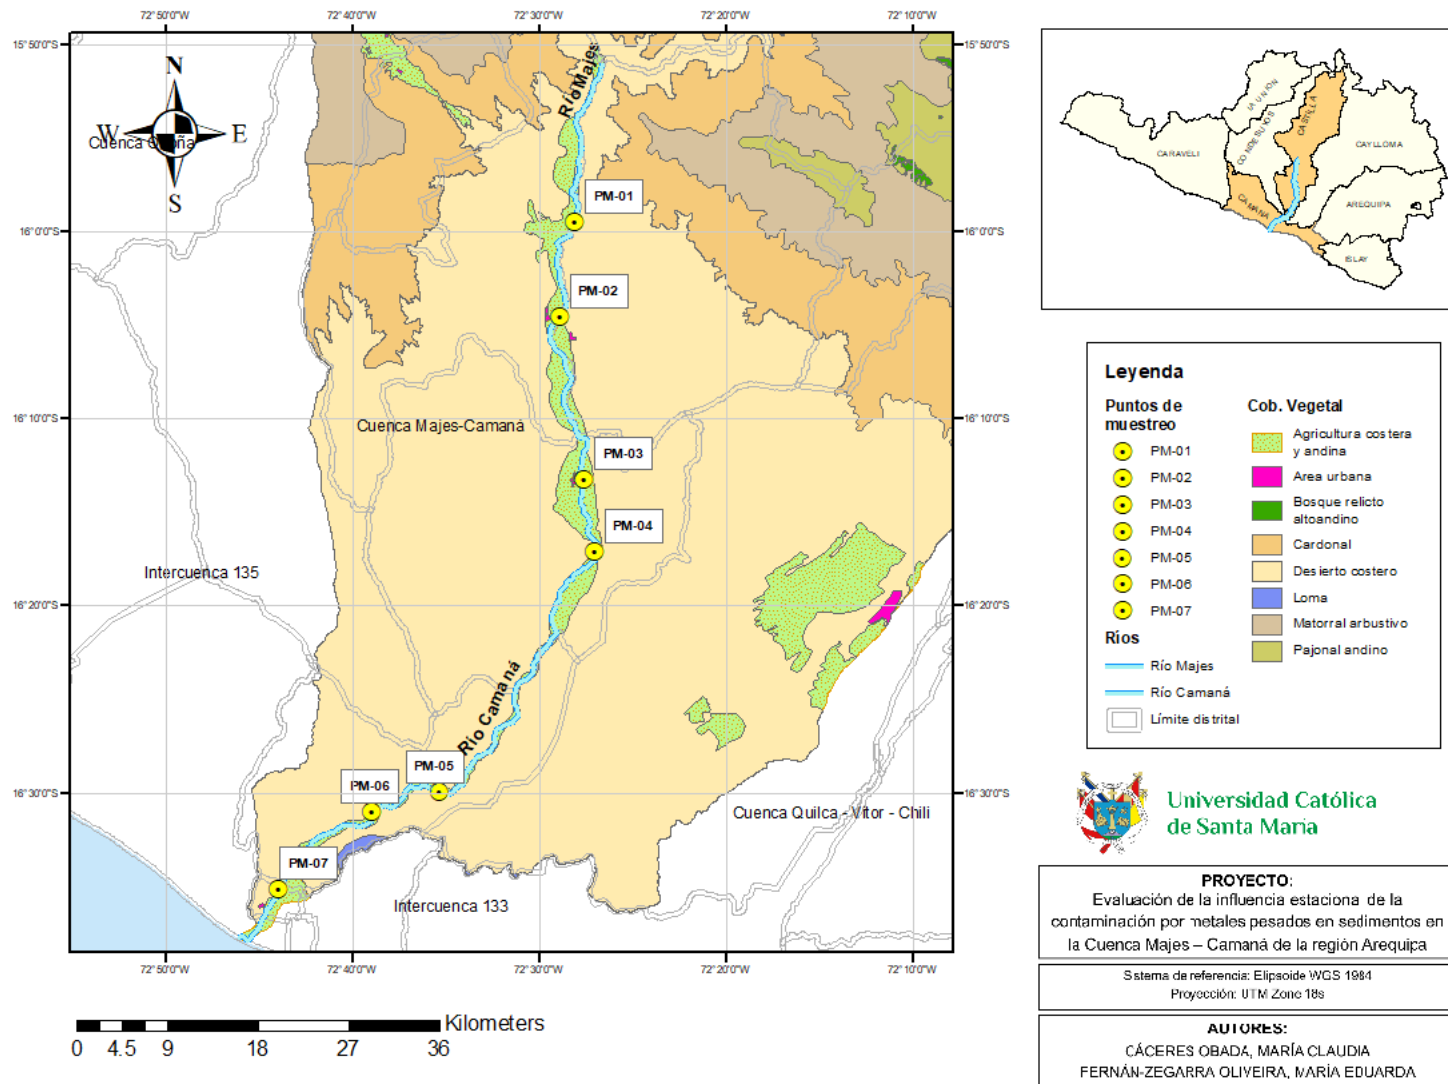 72°50'0"W
72°40'0"W
72°30'0"W
72°20'0"W
72°10'0"W
15°50'0"S
15°50'0"S
N
W
E
S
Cuenca
Río Majes
PM-01
16°0'0"S
16°0'0"S
PM-02
16°10'0"S
16°10'0"S
Cuenca Majes-Camaná
PM-03
PM-04
Intercuenca 135
16°20'0"S
16°20'0"S
Río Camaná
PM-05
PM-06
16°30'0"S
16°30'0"S
Cuenca Quilca - Vitor - Chili
PM-07
Intercuenca 133
72°50'0"W
72°40'0"W
72°30'0"W
72°20'0"W
72°10'0"W
Kilometers
0 4.5 9 18 27 36
LA UNIÓN
CASTILLA
CONDESUYOS
CARAVELI
CAYLLOMA
CAMANÁ
AREQUIPA
ISLAY
Leyenda
Puntos de
muestreo
PM-01
PM-02
PM-03
PM-04
PM-05
PM-06
PM-07
Ríos
Río Majes
Río Camaná
Límite distrital
Cob. Vegetal
Agricultura costera
y andina
Area urbana
Bosque relicto
altoandino
Cardonal
Desierto costero
Loma
Matorral arbustivo
Pajonal andino
Universidad Católica
de Santa María
PROYECTO:
Evaluación de la influencia estaciona de la
contaminación por metales pesados en sedimentos en
la Cuenca Majes – Camaná de la región Arequipa
Sistema de referencia: Elipsoide WGS 1984
Proyección: UTM Zone 18s
AUTORES:
CÁCERES OBADA, MARÍA CLAUDIA
FERNÁN-ZEGARRA OLIVEIRA, MARÍA EDUARDA